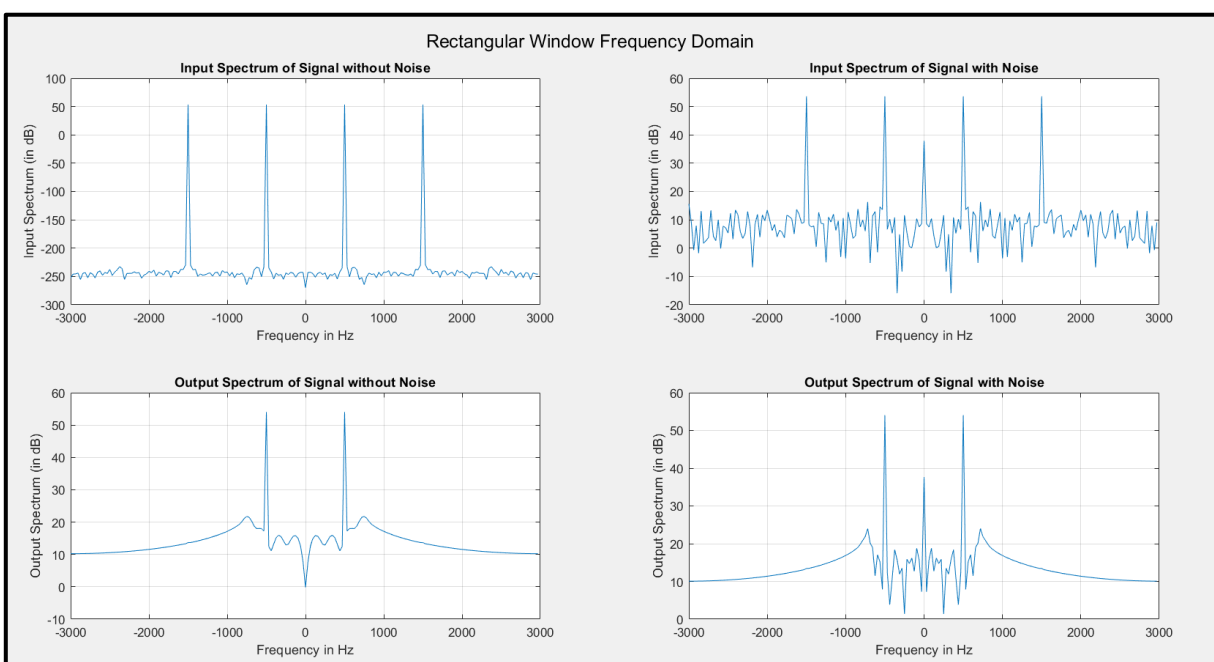 Rectangular Window Frequency Domain
Input Spectrum of Signal without Noise
Input Spectrum (in dB)
100
50
0
-50
-100
-150
-200
-250
-300
-3000 -2000 -1000 0 1000 2000 3000
Frequency in Hz
Input Spectrum of Signal with Noise
Input Spectrum (in dB)
60
50
40
30
20
10
0
-10
-20
-3000 -2000 -1000 0 1000 2000 3000
Frequency in Hz
Output Spectrum of Signal without Noise
Output Spectrum (in dB)
60
50
40
30
20
10
0
-10
-3000 -2000 -1000 0 1000 2000 3000
Frequency in Hz
Output Spectrum of Signal with Noise
Output Spectrum (in dB)
60
50
40
30
20
10
0
-3000 -2000 -1000 0 1000 2000 3000
Frequency in Hz